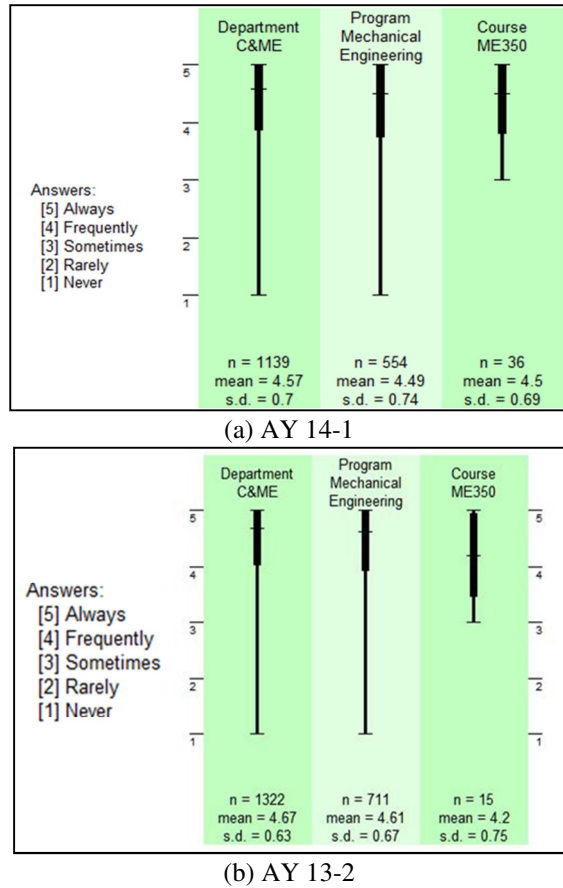 Department
C&ME
Program
Mechanical
Engineering
Course
ME350
5
4
3
2
1
Answers:
[5] Always
[4] Frequently
[3] Sometimes
[2] Rarely
[1] Never
n = 1139
mean = 4.57
s.d. = 0.7
n = 554
mean = 4.49
s.d. = 0.74
n = 36
mean = 4.5
s.d. = 0.69
(a) AY 14-1
Department
C&ME
Program
Mechanical
Engineering
Course
ME350
5
4
3
2
1
Answers:
[5] Always
[4] Frequently
[3] Sometimes
[2] Rarely
[1] Never
5
4
3
2
1
n = 1322
mean = 4.67
s.d. = 0.63
n = 711
mean = 4.61
s.d. = 0.67
n = 15
mean = 4.2
s.d. = 0.75
(b) AY 13-2